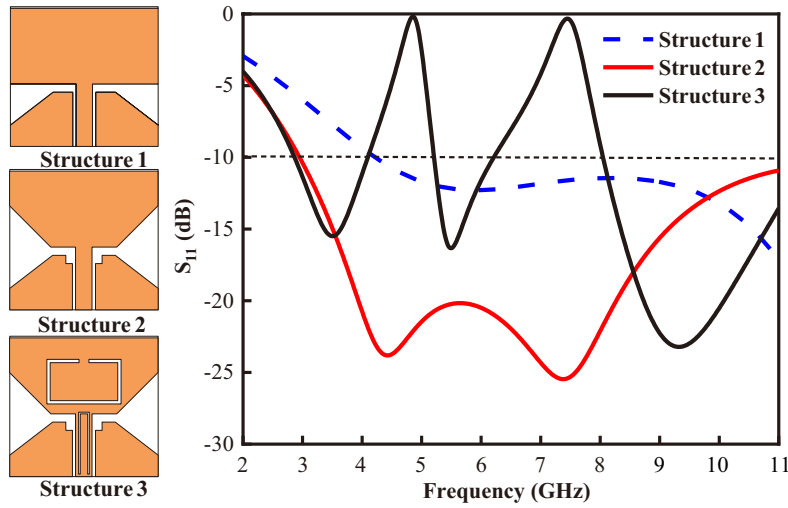 Structure 1
Structure 2
Structure 3
S11 (dB)
0
-5
-10
-15
-20
-25
-30
2 3 4 5 6 7 8 9 10 11
Frequency (GHz)
Structure 1
Structure 2
Structure 3